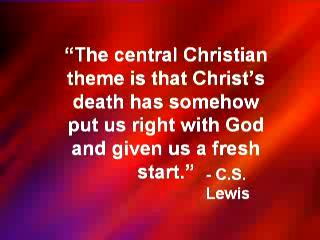 “The central Christian
theme is that Christ’s
death has somehow
put us right with God
and given us a fresh
start.” - C.S.
Lewis